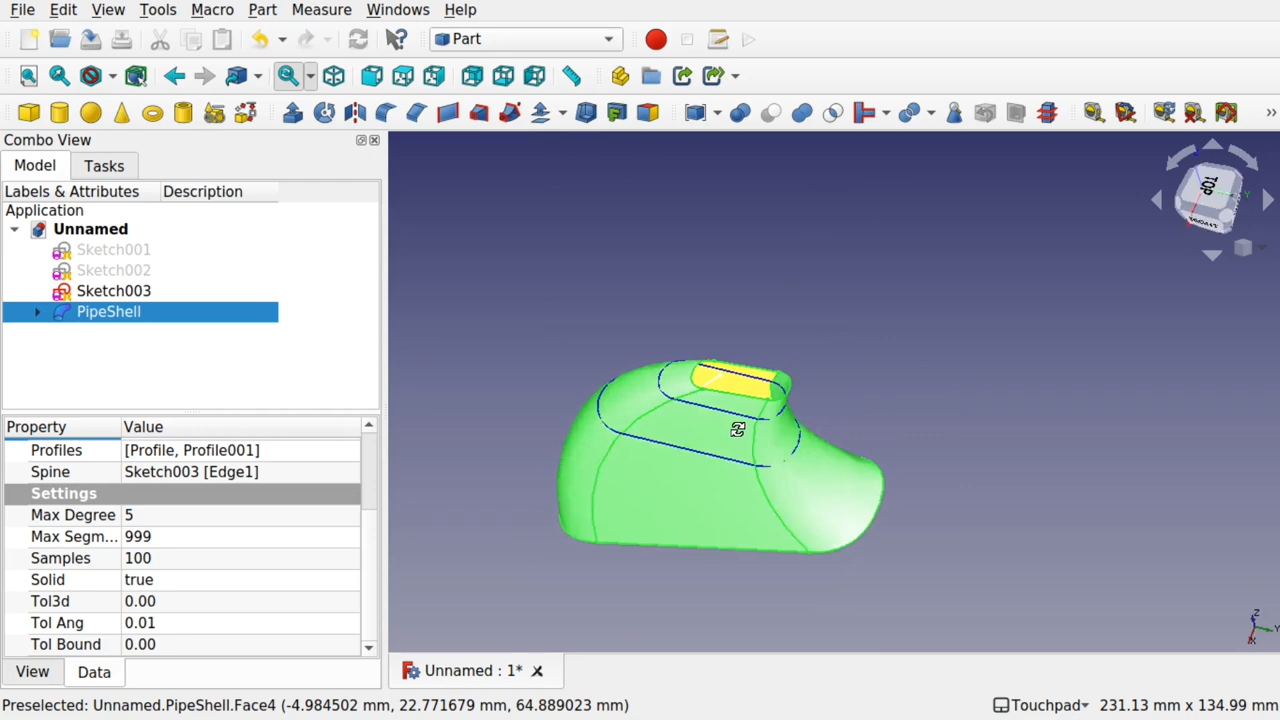 File Edit View Tools Macro Part Measure Windows Help
Part
»
Combo View
Model Tasks
Labels & Attributes Description
Application
Unnamed
Sketch001
Sketch002
Sketch003
PipeShell
Property Value
Profiles [Profile, Profile001]
Spine Sketch003 [Edge1]
Settings
Max Degree 5
Max Segm... 999
Samples 100
Solid true
Tol3d 0.00
Tol Ang 0.01
Tol Bound 0.00
View Data
TOP
Y
Z
Y
X
Unnamed : 1*
Preselected: Unnamed.PipeShell.Face4 (-4.984502 mm, 22.771679 mm, 64.889023 mm)
Touchpad 231.13 mm x 134.99 mm